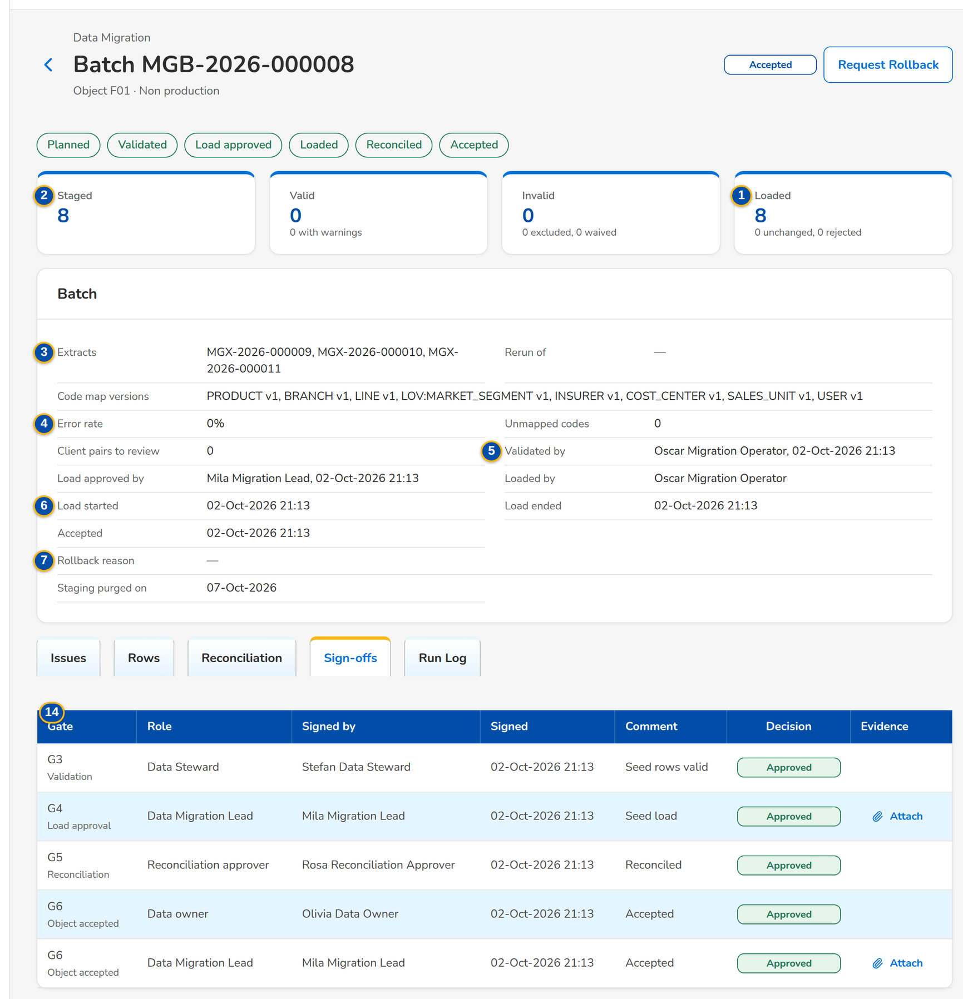 Data Migration
Batch MGB-2026-000008
Object F01 · Non production
Accepted
Request Rollback
Planned
Validated
Load approved
Loaded
Reconciled
Accepted
2
Staged
8
Valid
0
0 with warnings
Invalid
0
0 excluded, 0 waived
1
Loaded
8
0 unchanged, 0 rejected
Batch
3
Extracts
MGX-2026-000009, MGX-2026-000010, MGX-
2026-000011
Rerun of
—
Code map versions
PRODUCT v1, BRANCH v1, LINE v1, LOV:MARKET_SEGMENT v1, INSURER v1, COST_CENTER v1, SALES_UNIT v1, USER v1
4
Error rate
0%
Unmapped codes
0
Client pairs to review
0
5
Validated by
Oscar Migration Operator, 02-Oct-2026 21:13
Load approved by
Mila Migration Lead, 02-Oct-2026 21:13
Loaded by
Oscar Migration Operator
6
Load started
02-Oct-2026 21:13
Load ended
02-Oct-2026 21:13
Accepted
02-Oct-2026 21:13
7
Rollback reason
—
Staging purged on
07-Oct-2026
Issues
Rows
Reconciliation
Sign-offs
Run Log
14
Gate
Role
Signed by
Signed
Comment
Decision
Evidence
G3
Validation
Data Steward
Stefan Data Steward
02-Oct-2026 21:13
Seed rows valid
Approved
G4
Load approval
Data Migration Lead
Mila Migration Lead
02-Oct-2026 21:13
Seed load
Approved
Attach
G5
Reconciliation
Reconciliation approver
Rosa Reconciliation Approver
02-Oct-2026 21:13
Reconciled
Approved
G6
Object accepted
Data owner
Olivia Data Owner
02-Oct-2026 21:13
Accepted
Approved
G6
Object accepted
Data Migration Lead
Mila Migration Lead
02-Oct-2026 21:13
Accepted
Approved
Attach